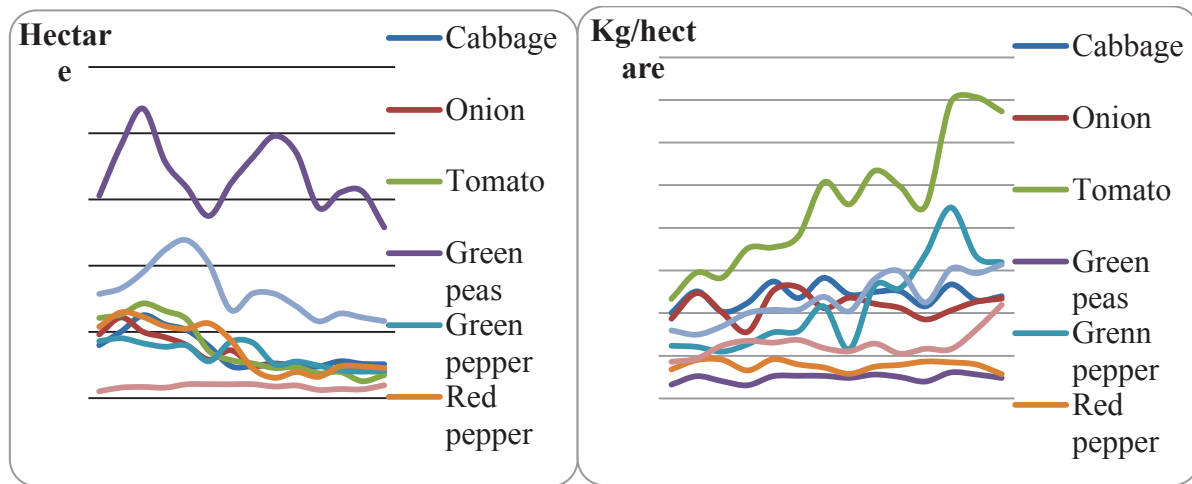 Hectar
e
Cabbage
Onion
Tomato
Green
peas
Green
pepper
Red
pepper
Kg/hect
are
Cabbage
Onion
Tomato
Green
peas
Grenn
pepper
Red
pepper